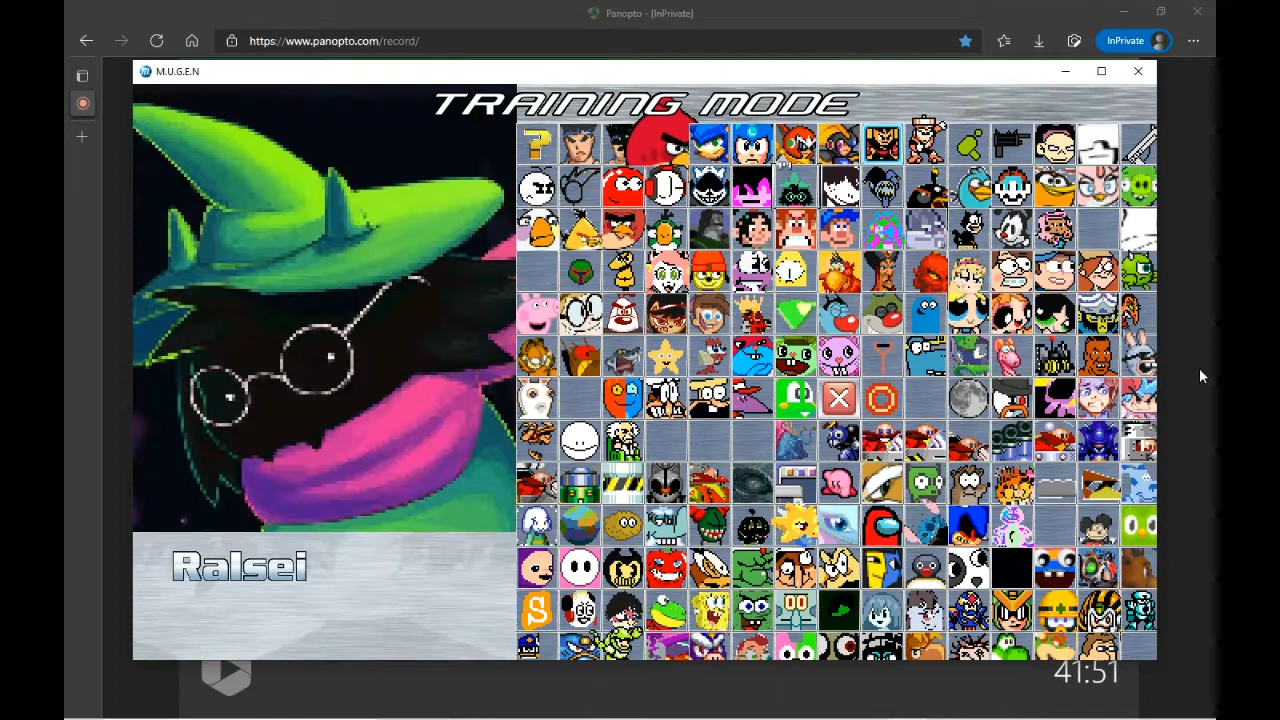 Panopto - [InPrivate]
https://www.panopto.com/record/
InPrivate
M.U.G.E.N
TRAINING MODE
?
S
Ralsei
41:51